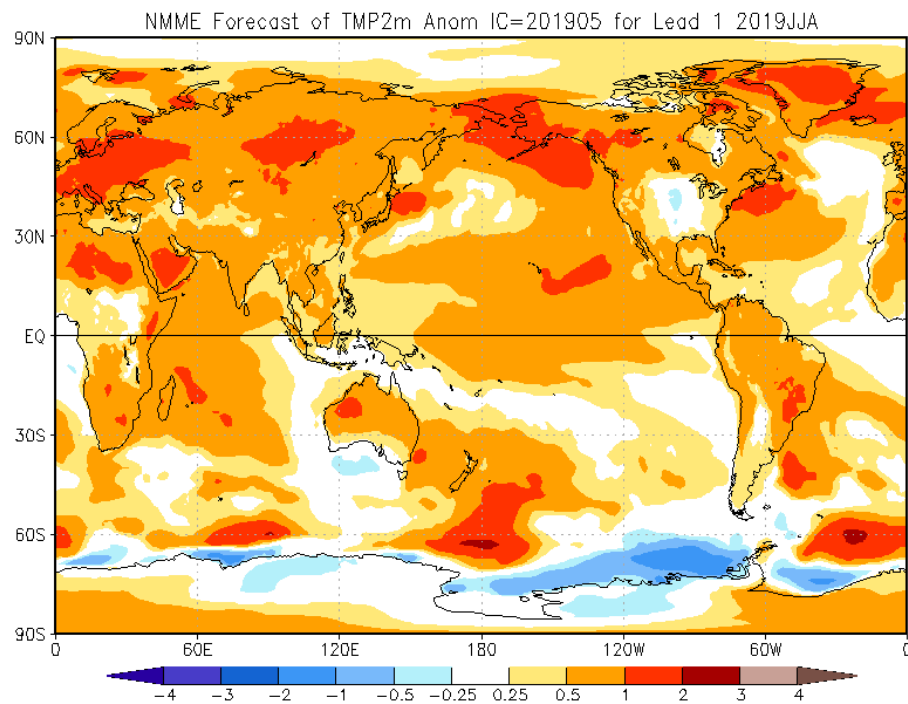 NMME Forecast of TMP2m Anom IC=201905 for Lead 1 2019JJA
90N
60N
30N
EQ
30S
60S
90S
0 60E 120E 180 120W 60W 0
-4 -3 -2 -1 -0.5 -0.25 0.25 0.5 1 2 3 4